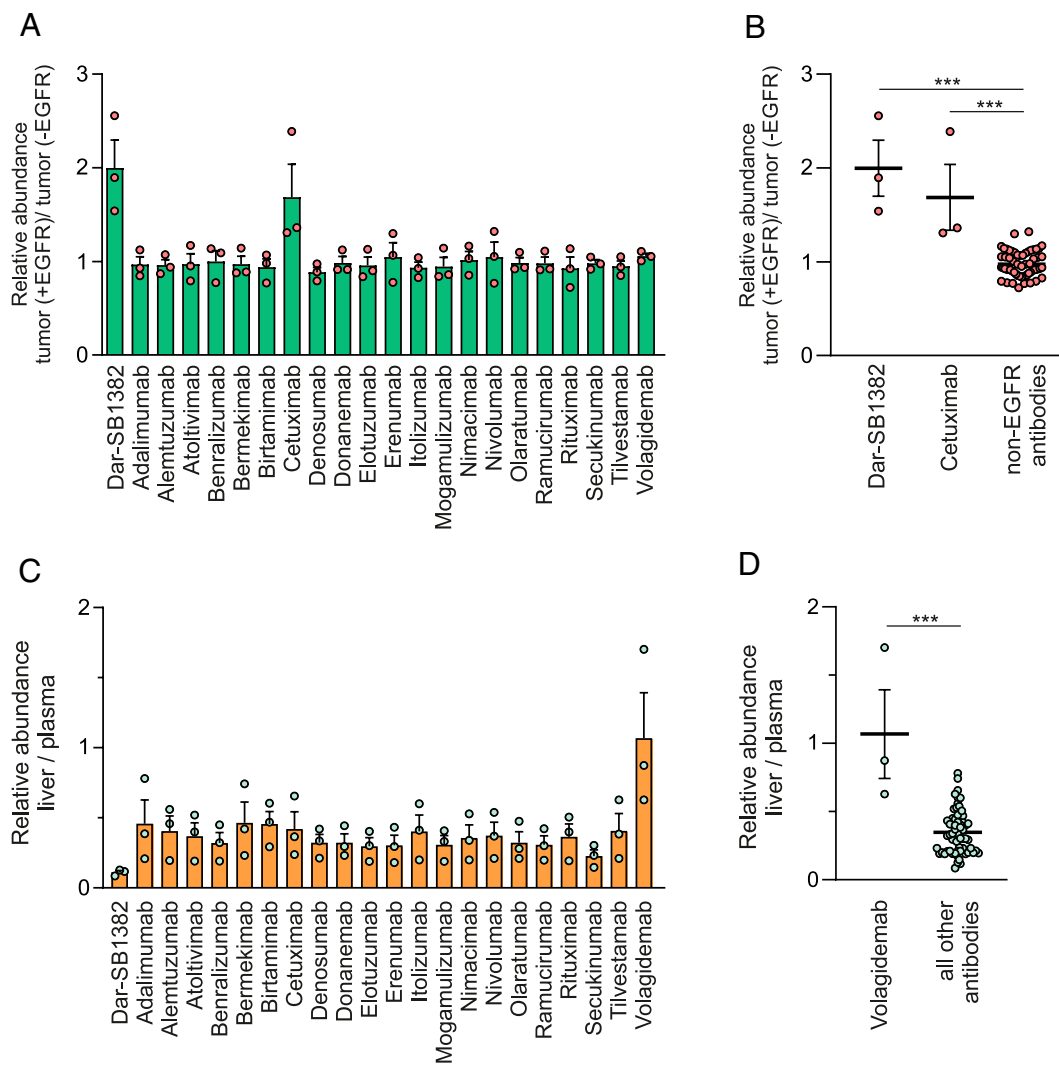 A
Relative abundance
tumor (+EGFR)/ tumor (-EGFR)
3
2
1
0
Dar-SB1382
Adalimumab
Alemtuzumab
Atoltivimab
Benralizumab
Bermekimab
Birtamimab
Cetuximab
Denosumab
Donanemab
Elotuzumab
Erenumab
Itolizumab
Mogamulizumab
Nimacimab
Nivolumab
Olaratumab
Ramucirumab
Rituximab
Secukinumab
Tilvestamab
Volagidemab
B
Relative abundance
tumor (+EGFR)/ tumor (-EGFR)
3
2
1
0
***
***
Dar-SB1382
Cetuximab
non-EGFR
antibodies
C
Relative abundance
liver / plasma
2
1
0
Dar-SB1382
Adalimumab
Alemtuzumab
Atoltivimab
Benralizumab
Bermekimab
Birtamimab
Cetuximab
Denosumab
Donanemab
Elotuzumab
Erenumab
Itolizumab
Mogamulizumab
Nimacimab
Nivolumab
Olaratumab
Ramucirumab
Rituximab
Secukinumab
Tilvestamab
Volagidemab
D
Relative abundance
liver / plasma
2
1
0
***
Volagidemab
all other
antibodies